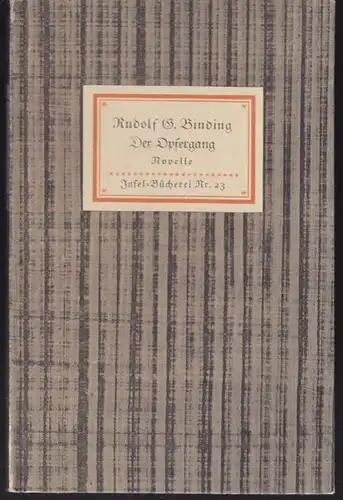 Rudolf G. Binding
Der Opfergang
Novelle
Insel-Bücherei Nr. 23